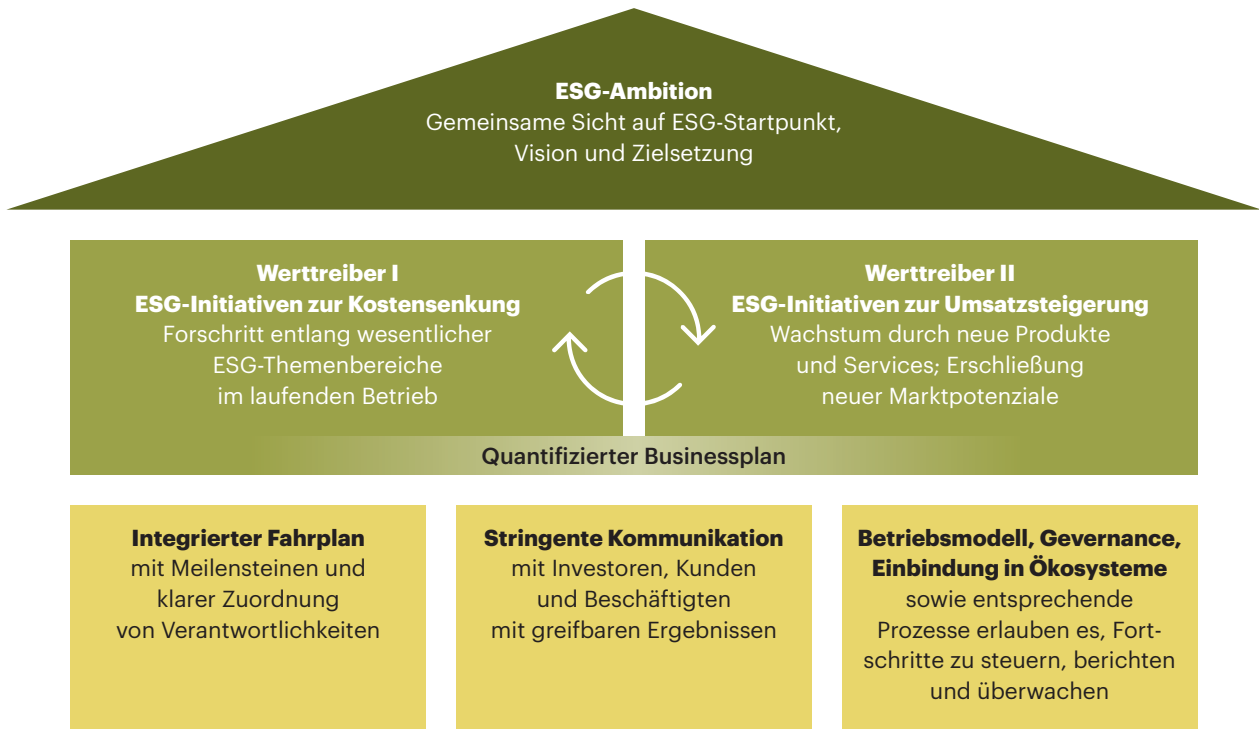 ESG-Ambition
Gemeinsame Sicht auf ESG-Startpunkt,
Vision und Zielsetzung
Werttreiber I
ESG-Initiativen zur Kostensenkung
Forschritt entlang wesentlicher
ESG-Themenbereiche
im laufenden Betrieb
Werttreiber II
ESG-Initiativen zur Umsatzsteigerung
Wachstum durch neue Produkte
und Services; Erschließung
neuer Marktpotenziale
Quantifizierter Businessplan
Integrierter Fahrplan
mit Meilensteinen und
klarer Zuordnung
von Verantwortlichkeiten
Stringente Kommunikation
mit Investoren, Kunden
und Beschäftigten
mit greifbaren Ergebnissen
Betriebsmodell, Gevernance,
Einbindung in Ökosysteme
sowie entsprechende
Prozesse erlauben es, Fort-
schritte zu steuern, berichten
und überwachen